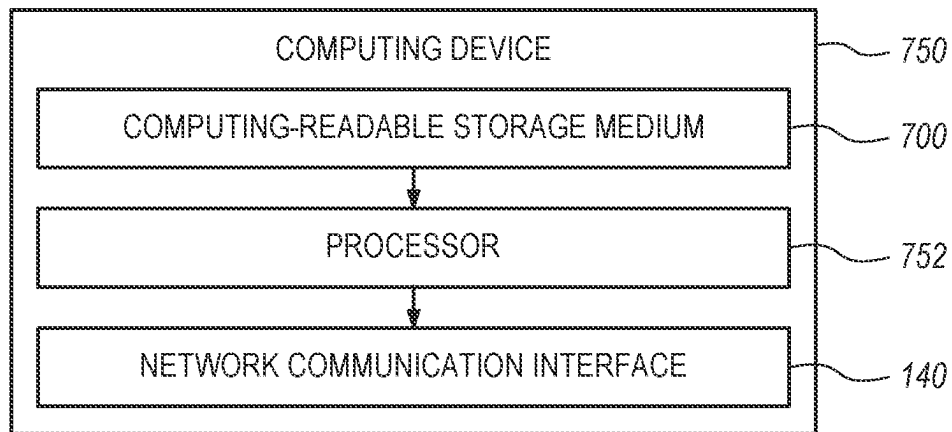 COMPUTING DEVICE
750
COMPUTING-READABLE STORAGE MEDIUM
700
PROCESSOR
752
NETWORK COMMUNICATION INTERFACE
140